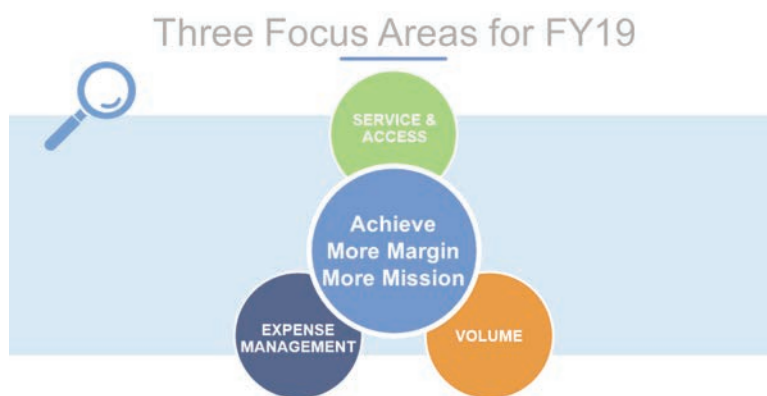 Three Focus Areas for FY19
SERVICE &
ACCESS
Achieve
More Margin
More Mission
EXPENSE
MANAGEMENT
VOLUME